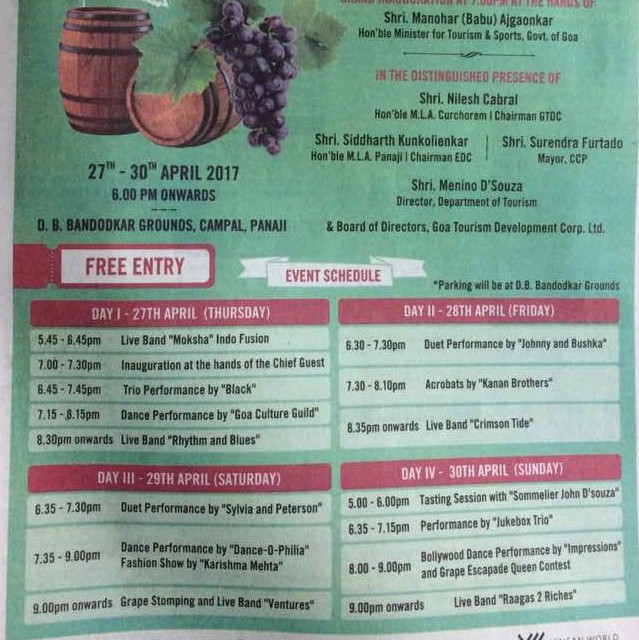 GRAND INAUGURATION AT 7.00PM AT THE HANDS OF
Shri. Manohar (Babu) Ajgaonkar
Hon'ble Minister for Tourism & Sports, Govt. of Goa
IN THE DISTINGUISHED PRESENCE OF
Shri. Nilesh Cabral
Hon'ble M.L.A. Curchorem | Chairman GTDC
Shri. Siddharth Kunkolienkar
Hon'ble M.L.A. Panaji | Chairman EDC
Shri. Surendra Furtado
Mayor, CCP
Shri. Menino D'Souza
Director, Department of Tourism
& Board of Directors, Goa Tourism Development Corp. Ltd.
27TH - 30TH APRIL 2017
6.00 PM ONWARDS
D. B. BANDODKAR GROUNDS, CAMPAL, PANAJI
FREE ENTRY
EVENT SCHEDULE
*Parking will be at D.B. Bandodkar Grounds
DAY I - 27TH APRIL (THURSDAY)
5.45 - 6.45pm Live Band "Moksha" Indo Fusion
7.00 - 7.30pm Inauguration at the hands of the Chief Guest
6.45 - 7.45pm Trio Performance by "Black"
7.15 - 8.15pm Dance Performance by "Goa Culture Guild"
8.30pm onwards Live Band "Rhythm and Blues"
DAY II - 28TH APRIL (FRIDAY)
6.30 - 7.30pm Duet Performance by "Johnny and Bushka"
7.30 - 8.10pm Acrobats by "Kanan Brothers"
8.35pm onwards Live Band "Crimson Tide"
DAY III - 29TH APRIL (SATURDAY)
6.35 - 7.30pm Duet Performance by "Sylvia and Peterson"
7.35 - 9.00pm Dance Performance by "Dance-O-Philia"
Fashion Show by "Karishma Mehta"
9.00pm onwards Grape Stomping and Live Band "Ventures"
DAY IV - 30TH APRIL (SUNDAY)
5.00 - 6.00pm Tasting Session with "Sommelier John D'souza"
6.35 - 7.15pm Performance by "Jukebox Trio"
8.00 - 9.00pm Bollywood Dance Performance by "Impressions"
and Grape Escapade Queen Contest
9.00pm onwards Live Band "Raagas 2 Riches"